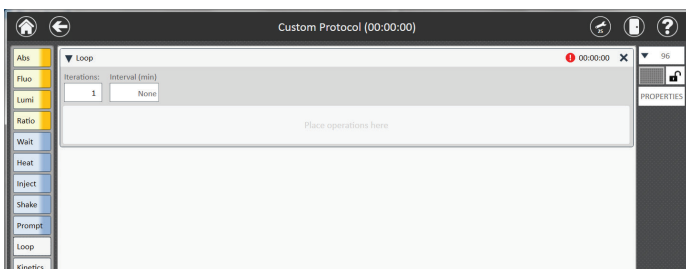 Custom Protocol (00:00:00)
Abs
Fluo
Lumi
Ratio
Wait
Heat
Inject
Shake
Prompt
Loop
Kinetics
Loop
00:00:00
Iterations: Interval (min)
1 None
Place operations here
96
PROPERTIES